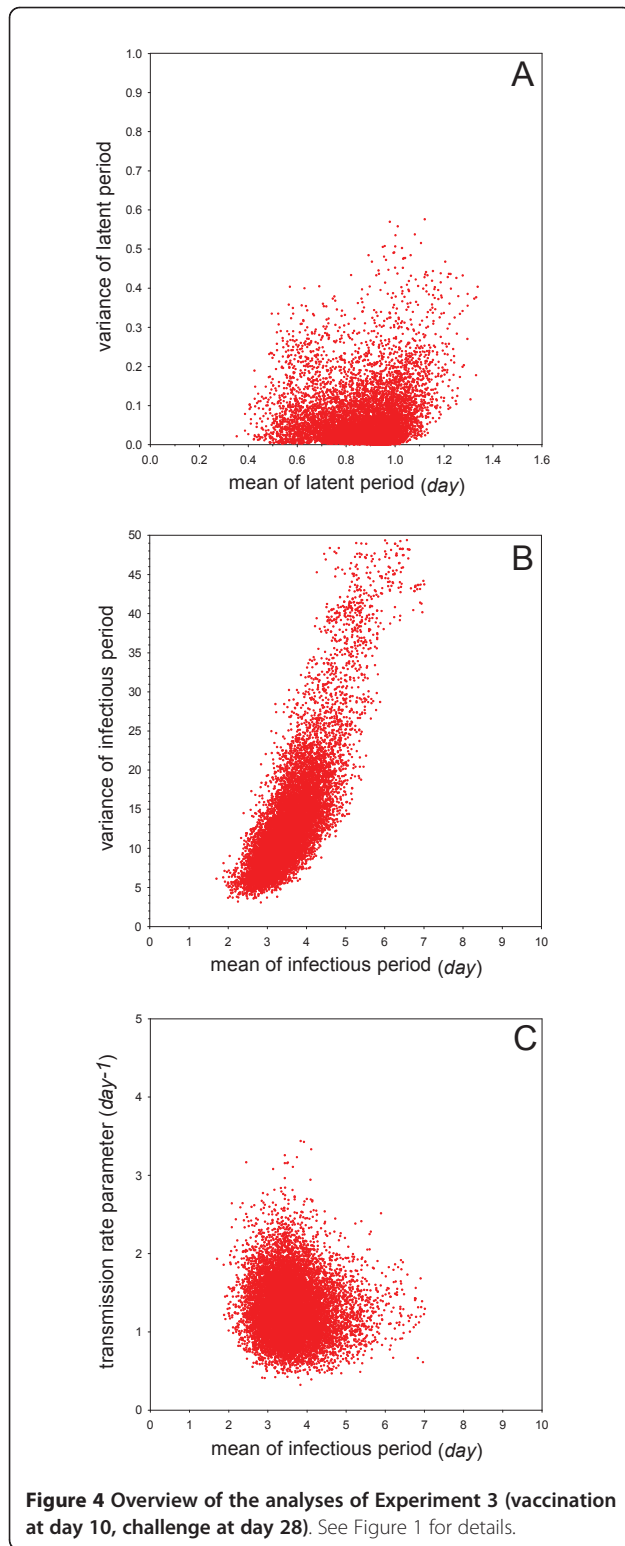 A
1.0
0.9
0.8
0.7
0.6
0.5
0.4
0.3
0.2
0.1
0.0
variance of latent period
0.0 0.2 0.4 0.6 0.8 1.0 1.2 1.4 1.6
mean of latent period (day)
B
50
45
40
35
30
25
20
15
10
5
0
variance of infectious period
0 1 2 3 4 5 6 7 8 9 10
mean of infectious period (day)
C
5
4
3
2
1
0
transmission rate parameter (day-1)
0 1 2 3 4 5 6 7 8 9 10
mean of infectious period (day)
Figure 4 Overview of the analyses of Experiment 3 (vaccination
at day 10, challenge at day 28). See Figure 1 for details.